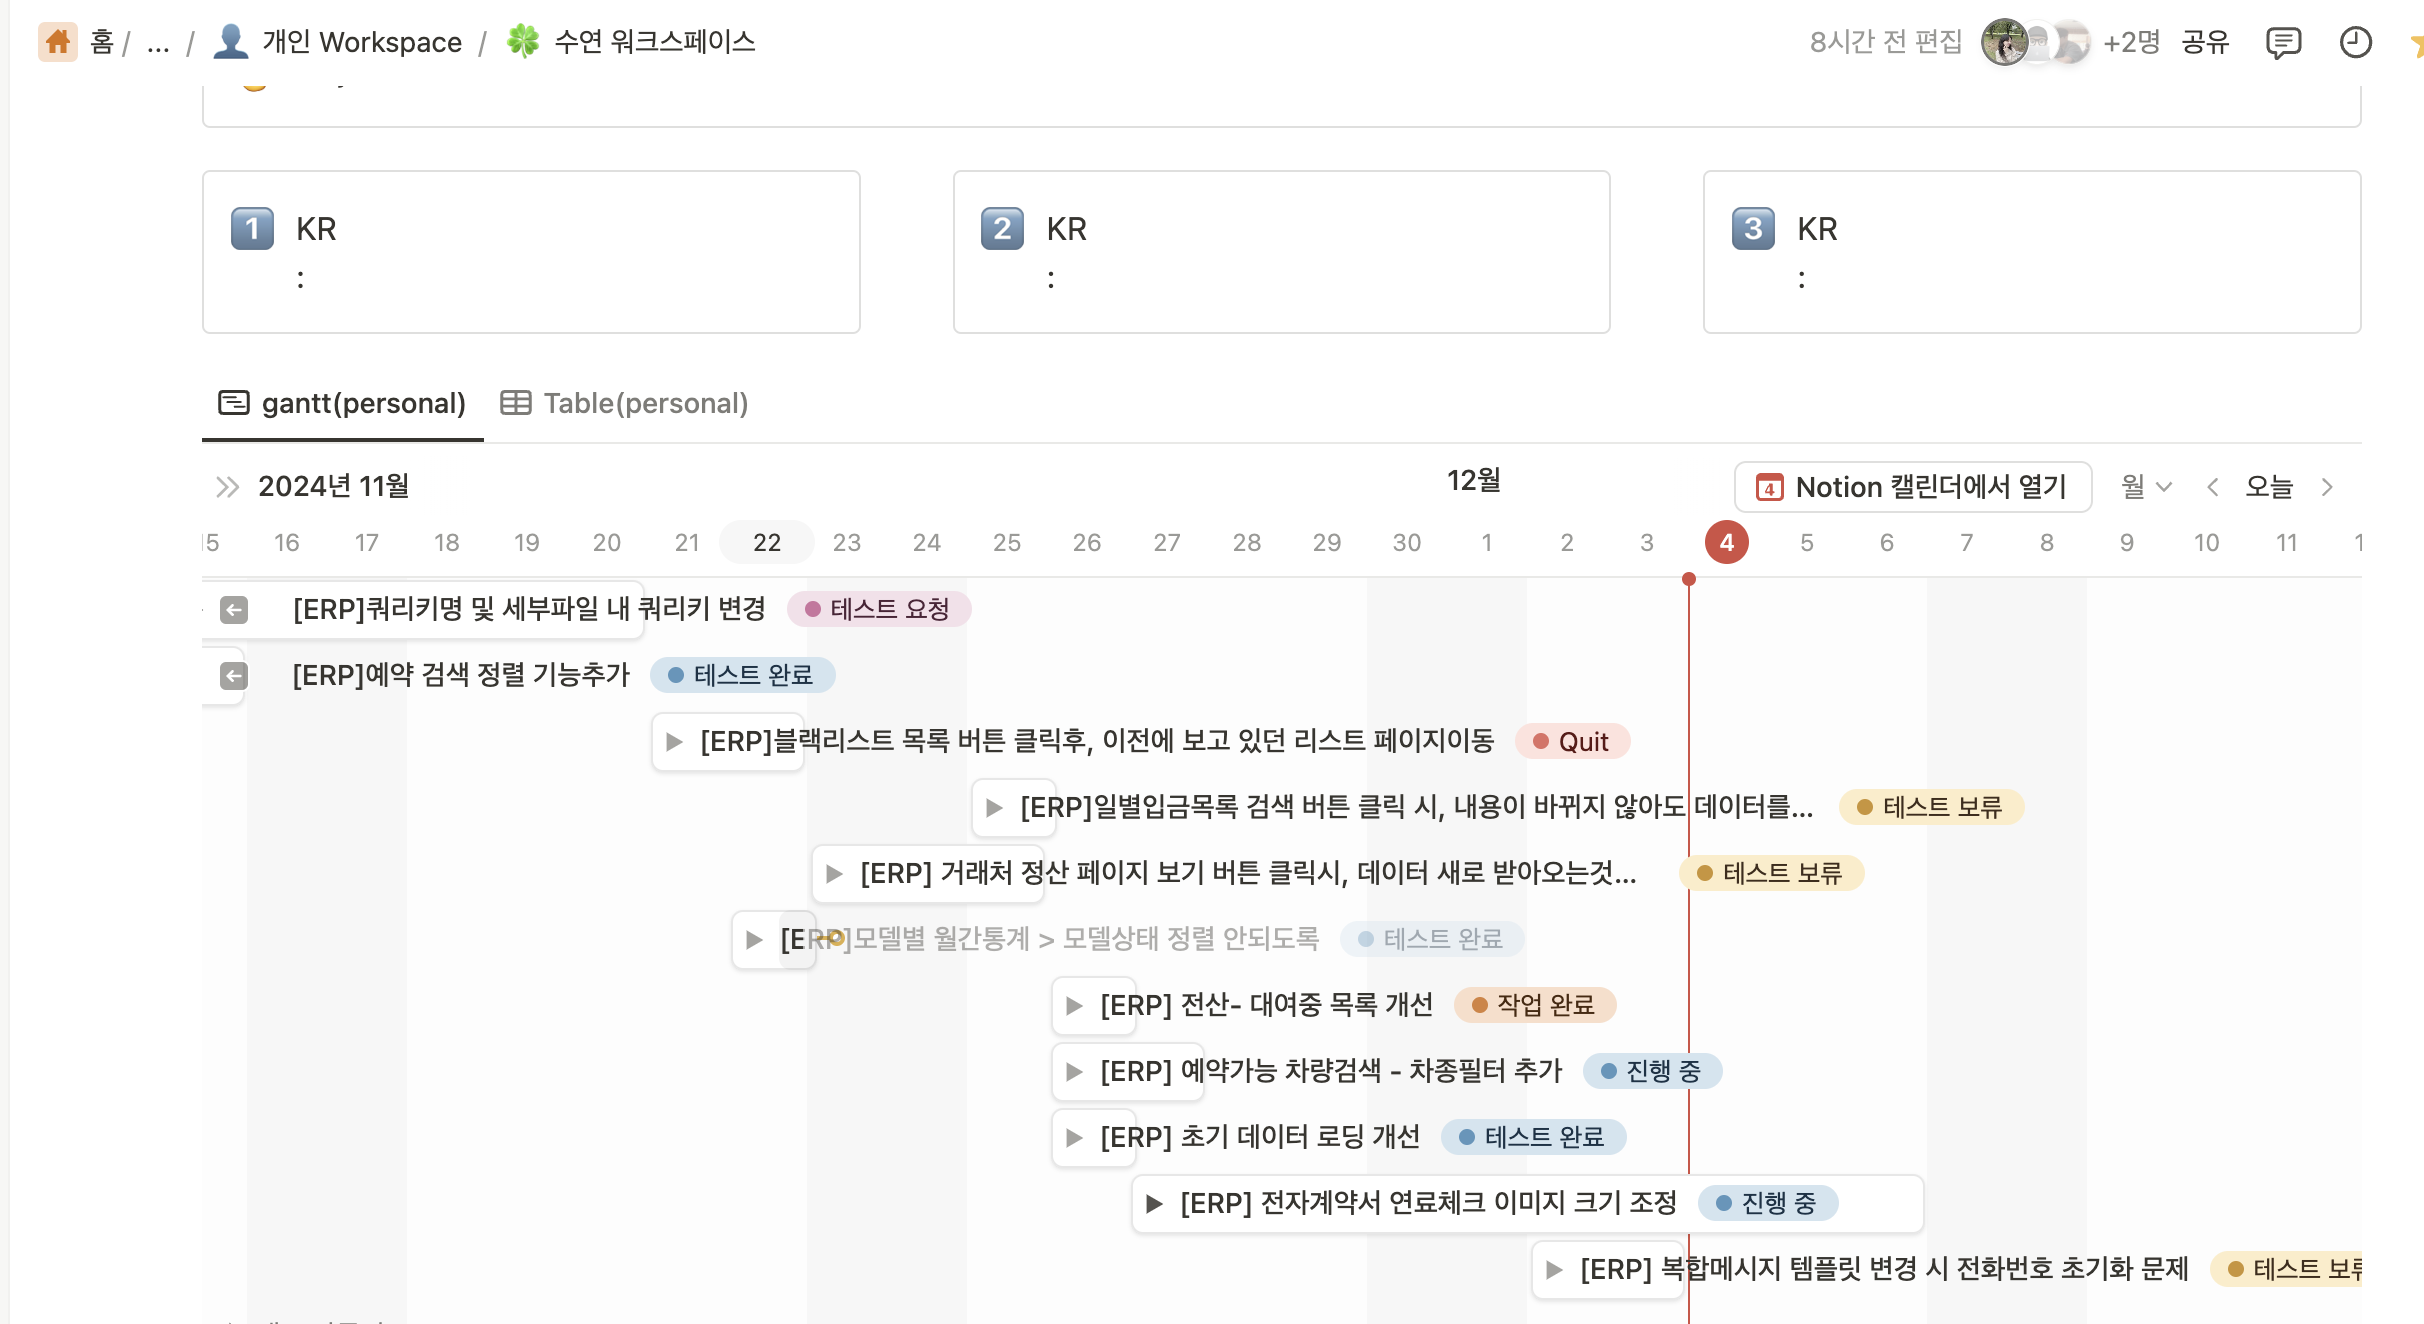 홈 / ... / 개인 Workspace / 수연 워크스페이스
8시간 전 편집 +2명 공유
1 KR
:
2 KR
:
3 KR
:
gantt(personal) Table(personal)
2024년 11월 12월 4 Notion 캘린더에서 열기 월 오늘
16 17 18 19 20 21 22 23 24 25 26 27 28 29 30 1 2 3 4 5 6 7 8 9 10 11
[ERP]쿼리키명 및 세부파일 내 쿼리키 변경 테스트 요청
[ERP]예약 검색 정렬 기능추가 테스트 완료
[ERP]블랙리스트 목록 버튼 클릭후, 이전에 보고 있던 리스트 페이지이동 Quit
[ERP]일별입금목록 검색 버튼 클릭 시, 내용이 바뀌지 않아도 데이터를... 테스트 보류
[ERP] 거래처 정산 페이지 보기 버튼 클릭시, 데이터 새로 받아오는것... 테스트 보류
[ERP]모델별 월간통계 > 모델상태 정렬 안되도록 테스트 완료
[ERP] 전산- 대여중 목록 개선 작업 완료
[ERP] 예약가능 차량검색 - 차종필터 추가 진행 중
[ERP] 초기 데이터 로딩 개선 테스트 완료
[ERP] 전자계약서 연료체크 이미지 크기 조정 진행 중
[ERP] 복합메시지 템플릿 변경 시 전화번호 초기화 문제 테스트 보류